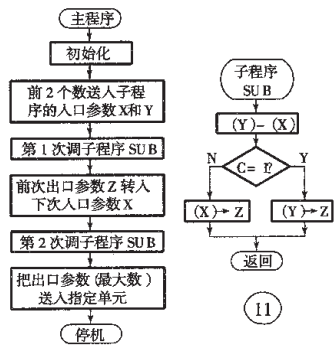 主程序
初始化
前2个数送人子程
序的人口参数X和Y
第1次调子程序SUB
前次出口参数Z转入
下次人口参数X
第2次调子程序SUB
把出口参数(最大数)
送入指定单元
停机
子程序
SUB
(Y)-(X)
N
C=1?
Y
(X)→Z
(Y)→Z
返回
11